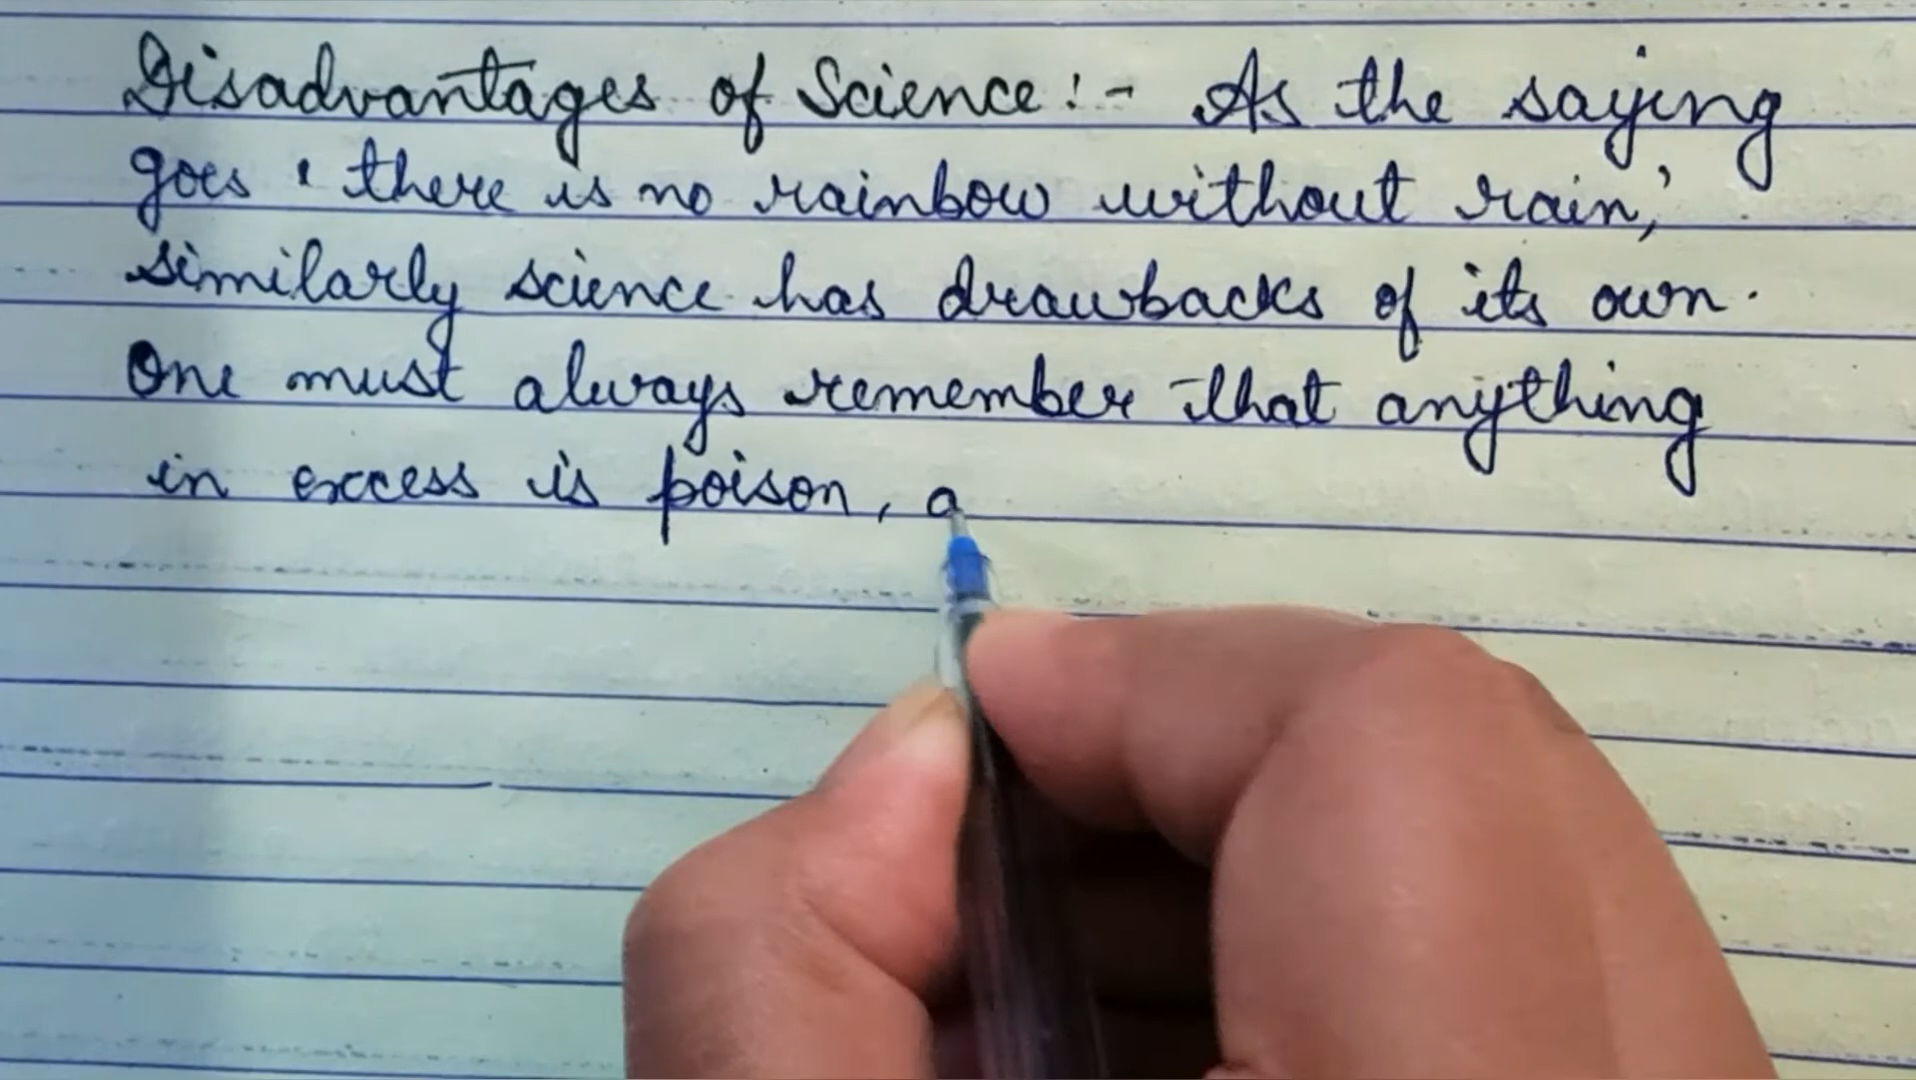 Disadvantages of Science :- As the saying
goes ' there is no rainbow without rain,'
similarly science has drawbacks of its own.
One must always remember that anything
in excess is poison, a